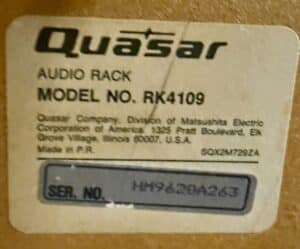 Quasar
AUDIO RACK
MODEL NO. RK4109
Quasar Company, Division of Matsushita Electric
Corporation of America, 1325 Pratt Boulevard, Elk
Grove Village, Illinois 60007, U.S.A.
Made in P.R. SQX2M729ZA
SER. NO. HM9620A263